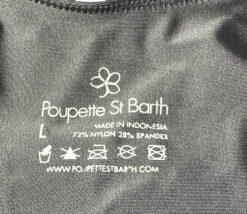 Poupette St Barth
MADE IN INDONESIA
L
72% NYLON 28% SPANDEX
WWW.POUPETTESTBARTH.COM